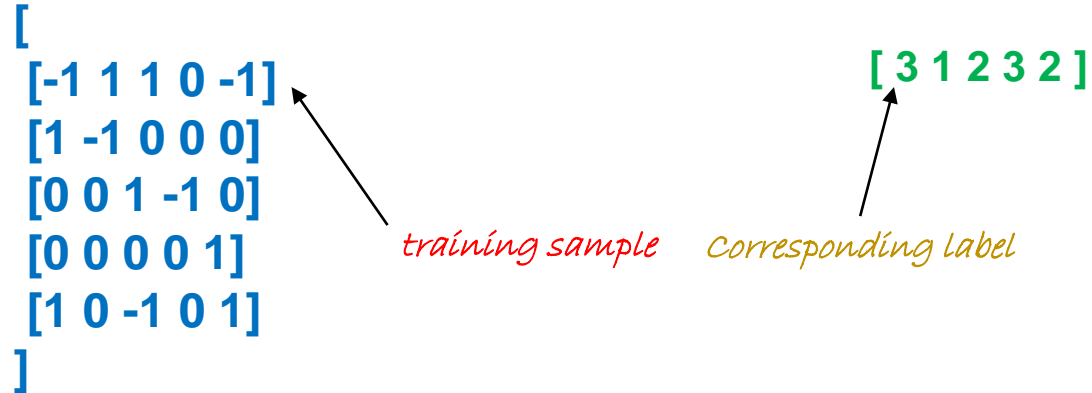 [
[-1 1 1 0 -1]
[1 -1 0 0 0]
[0 0 1 -1 0]
[0 0 0 0 1]
[1 0 -1 0 1]
]
[ 3 1 2 3 2 ]
training sample
Corresponding label